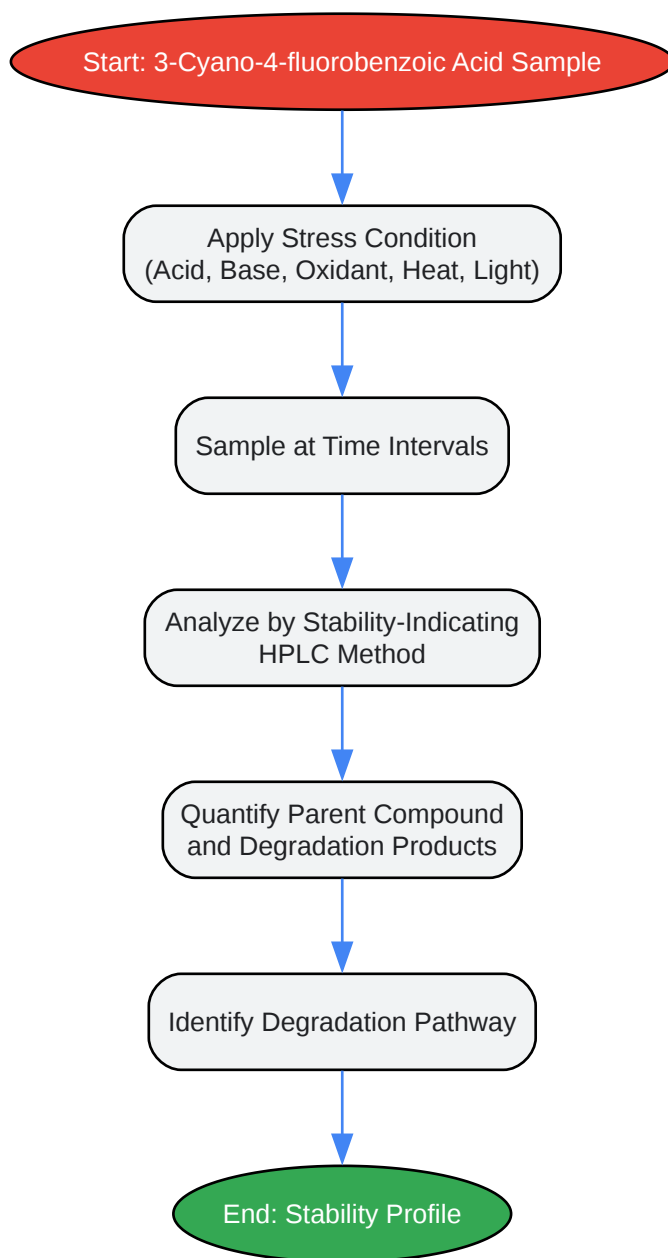 Start: 3-Cyano-4-fluorobenzoic Acid Sample
Apply Stress Condition
(Acid, Base, Oxidant, Heat, Light)
Sample at Time Intervals
Analyze by Stability-Indicating
HPLC Method
Quantify Parent Compound
and Degradation Products
Identify Degradation Pathway
End: Stability Profile